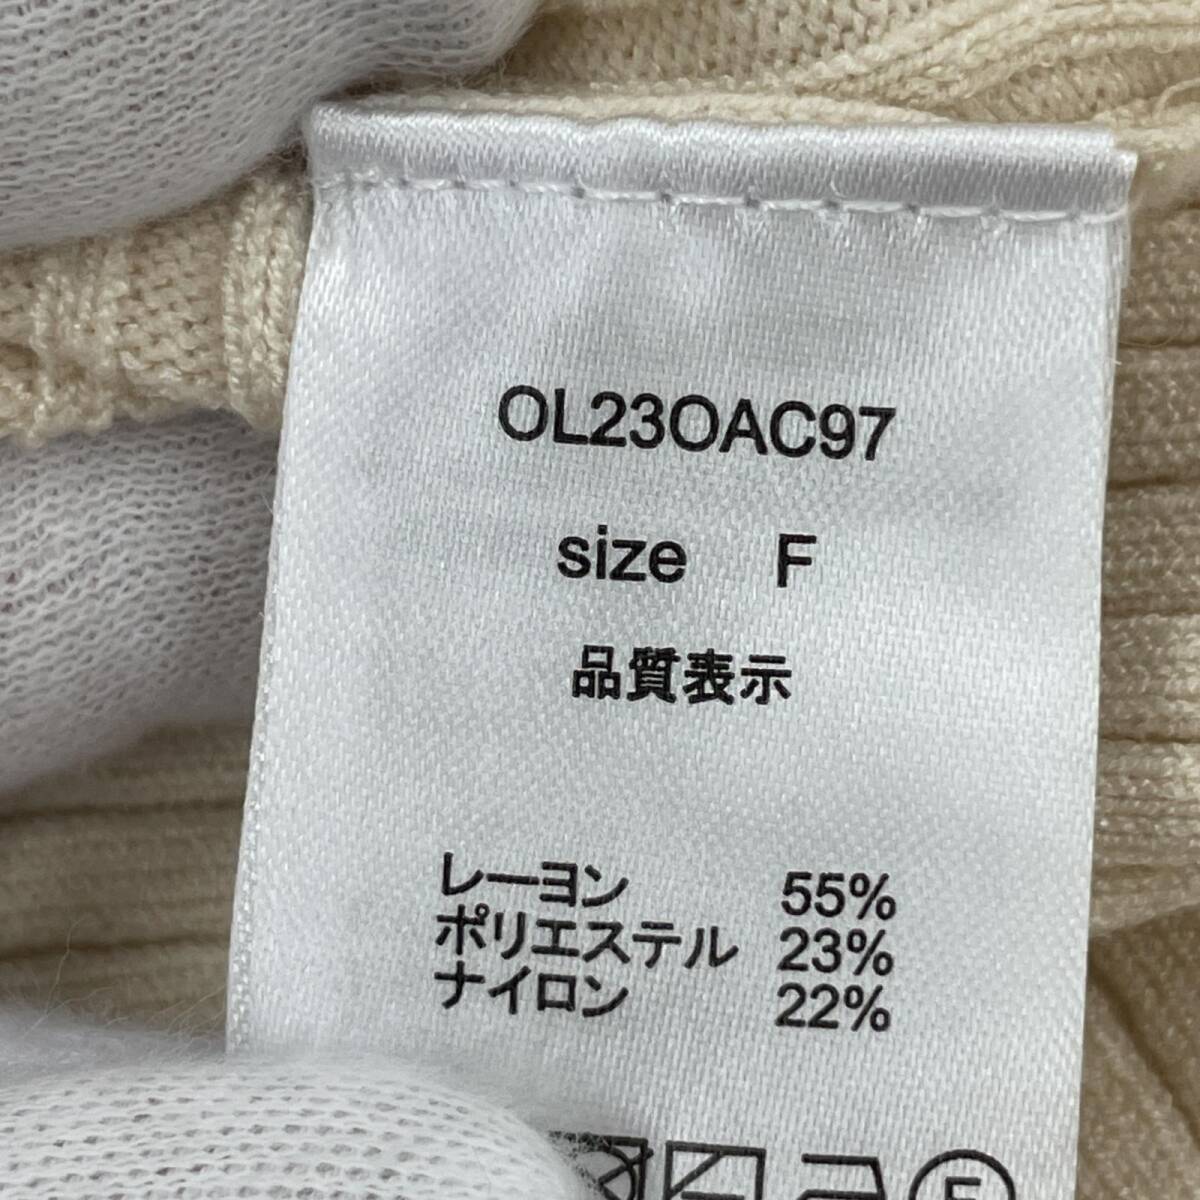 OL23OAC97
size F
品質表示
レーヨン 55%
ポリエステル 23%
ナイロン 22%